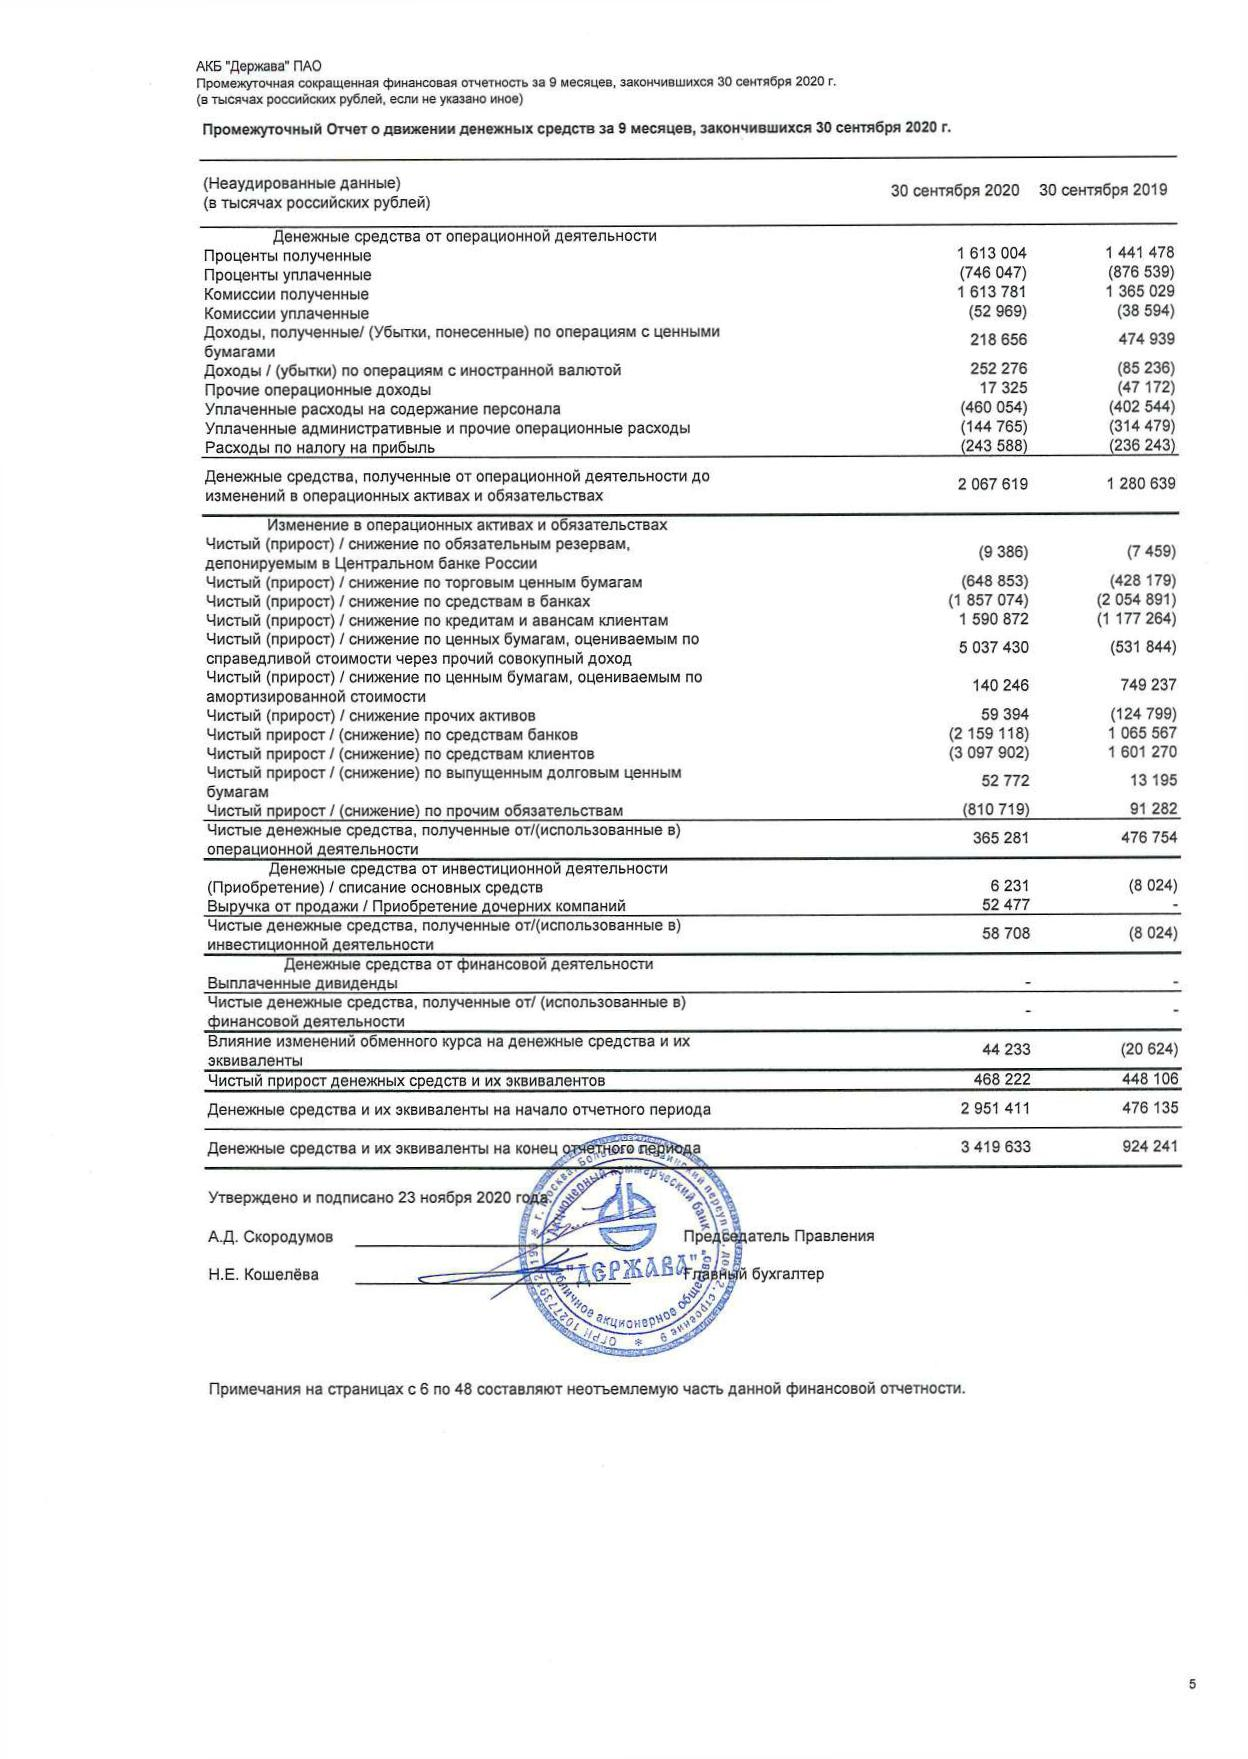 АКБ "Держава" ПАО
Промежуточная сокращенная финансовая отчетность за 9 месяцев, закончившихся 30 сентября 2020 г.
(в тысячах российских рублей, если не указано иное)
Промежуточный Отчет о движении денежных средств за 9 месяцев, закончившихся 30 сентября 2020 г.
(Неаудированные данные)
(в тысячах российских рублей)
30 сентября 2020 30 сентября 2019
Денежные средства от операционной деятельности
Проценты полученные 1 613 004 1 441 478
Проценты уплаченные (746 047) (876 539)
Комиссии полученные 1 613 781 1 365 029
Комиссии уплаченные (52 969) (38 594)
Доходы, полученные/ (Убытки, понесенные) по операциям с ценными
бумагами 218 656 474 939
Доходы / (убытки) по операциям с иностранной валютой 252 276 (85 236)
Прочие операционные доходы 17 325 (47 172)
Уплаченные расходы на содержание персонала (460 054) (402 544)
Уплаченные административные и прочие операционные расходы (144 765) (314 479)
Расходы по налогу на прибыль (243 588) (236 243)
Денежные средства, полученные от операционной деятельности до
изменений в операционных активах и обязательствах 2 067 619 1 280 639
Изменение в операционных активах и обязательствах
Чистый (прирост) / снижение по обязательным резервам,
депонируемым в Центральном банке России (9 386) (7 459)
Чистый (прирост) / снижение по торговым ценным бумагам (648 853) (428 179)
Чистый (прирост) / снижение по средствам в банках (1 857 074) (2 054 891)
Чистый (прирост) / снижение по кредитам и авансам клиентам 1 590 872 (1 177 264)
Чистый (прирост) / снижение по ценных бумагам, оцениваемым по
справедливой стоимости через прочий совокупный доход 5 037 430 (531 844)
Чистый (прирост) / снижение по ценным бумагам, оцениваемым по
амортизированной стоимости 140 246 749 237
Чистый (прирост) / снижение прочих активов 59 394 (124 799)
Чистый прирост / (снижение) по средствам банков (2 159 118) 1 065 567
Чистый прирост / (снижение) по средствам клиентов (3 097 902) 1 601 270
Чистый прирост / (снижение) по выпущенным долговым ценным
бумагам 52 772 13 195
Чистый прирост / (снижение) по прочим обязательствам (810 719) 91 282
Чистые денежные средства, полученные от/(использованные в)
операционной деятельности 365 281 476 754
Денежные средства от инвестиционной деятельности
(Приобретение) / списание основных средств 6 231 (8 024)
Выручка от продажи / Приобретение дочерних компаний 52 477 -
Чистые денежные средства, полученные от/(использованные в)
инвестиционной деятельности 58 708 (8 024)
Денежные средства от финансовой деятельности
Выплаченные дивиденды - -
Чистые денежные средства, полученные от/ (использованные в)
финансовой деятельности - -
Влияние изменений обменного курса на денежные средства и их
эквиваленты 44 233 (20 624)
Чистый прирост денежных средств и их эквивалентов 468 222 448 106
Денежные средства и их эквиваленты на начало отчетного периода 2 951 411 476 135
Денежные средства и их эквиваленты на конец отчетного периода 3 419 633 924 241
Утверждено и подписано 23 ноября 2020 года.
А.Д. Скородумов Председатель Правления
Н.Е. Кошелёва Главный бухгалтер
Акционерный коммерческий банк
"ДЕРЖАВА"
акционерное общество
Примечания на страницах с 6 по 48 составляют неотъемлемую часть данной финансовой отчетности.
5